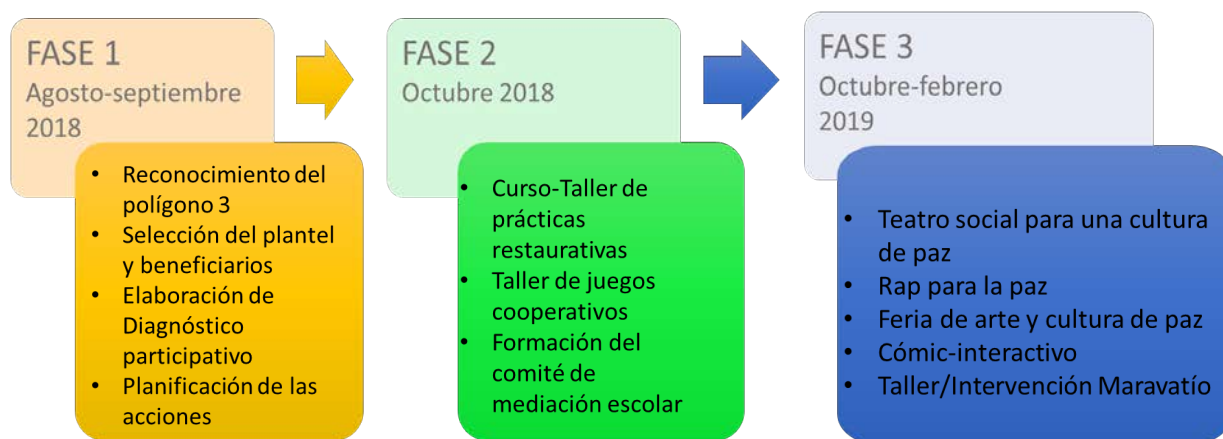 FASE 1
Agosto-septiembre
2018
• Reconocimiento del
polígono 3
• Selección del plantel
y beneficiarios
• Elaboración de
Diagnóstico
participativo
• Planificación de las
acciones
FASE 2
Octubre 2018
• Curso-Taller de
prácticas
restaurativas
• Taller de juegos
cooperativos
• Formación del
comité de
mediación escolar
FASE 3
Octubre-febrero
2019
• Teatro social para una cultura
de paz
• Rap para la paz
• Feria de arte y cultura de paz
• Cómic-interactivo
• Taller/Intervención Maravatío